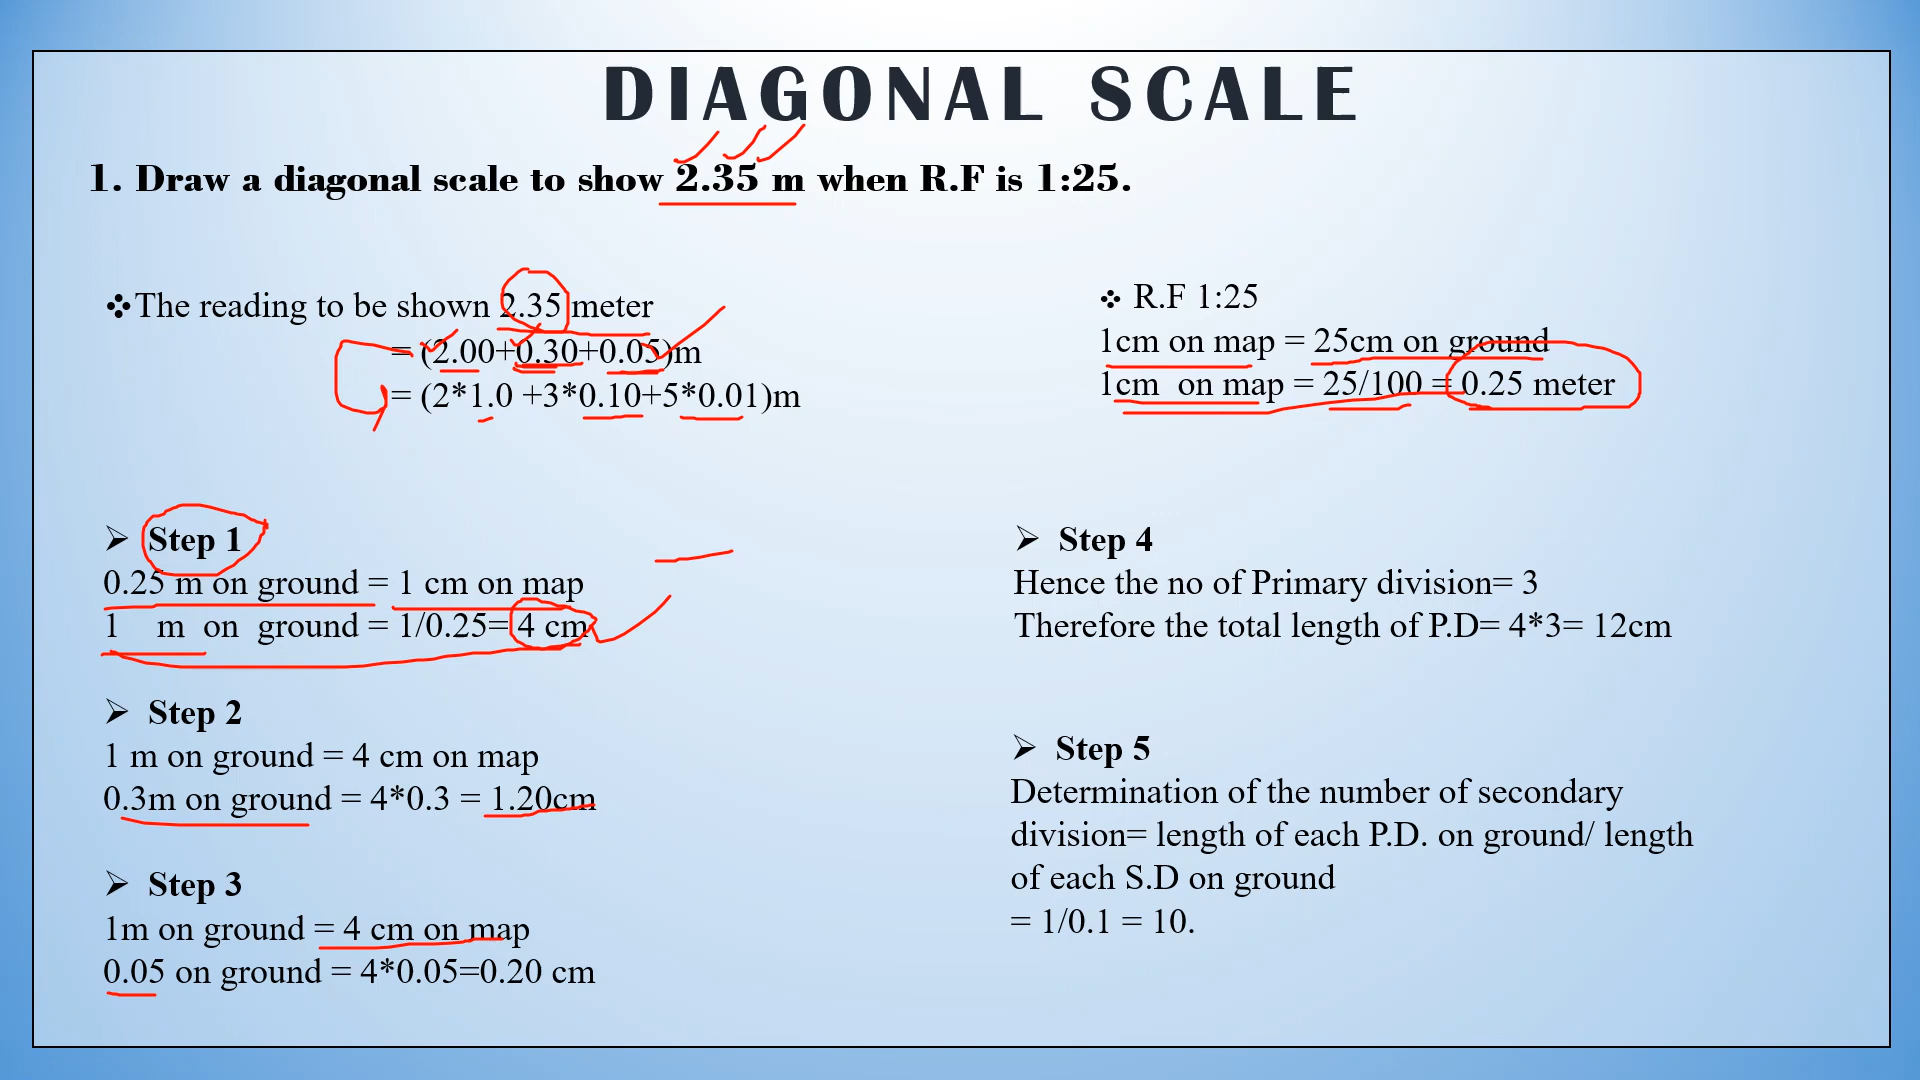 DIAGONAL SCALE
1. Draw a diagonal scale to show 2.35 m when R.F is 1:25.
❖The reading to be shown 2.35 meter
= (2.00+0.30+0.05)m
= (2*1.0 +3*0.10+5*0.01)m
❖ R.F 1:25
1cm on map = 25cm on ground
1cm on map = 25/100 = 0.25 meter
➢ Step 1
0.25 m on ground = 1 cm on map
1 m on ground = 1/0.25= 4 cm
➢ Step 2
1 m on ground = 4 cm on map
0.3m on ground = 4*0.3 = 1.20cm
➢ Step 3
1m on ground = 4 cm on map
0.05 on ground = 4*0.05=0.20 cm
➢ Step 4
Hence the no of Primary division= 3
Therefore the total length of P.D= 4*3= 12cm
➢ Step 5
Determination of the number of secondary
division= length of each P.D. on ground/ length
of each S.D on ground
= 1/0.1 = 10.